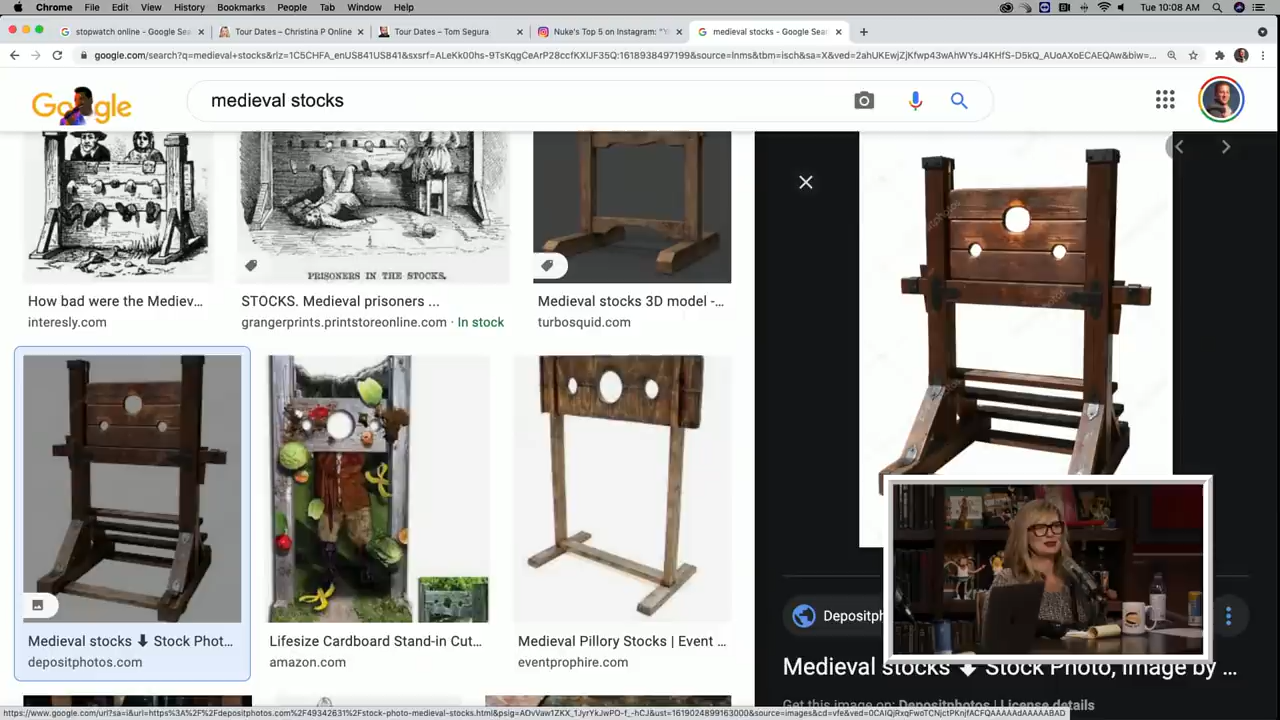 Chrome File Edit View History Bookmarks People Tab Window Help Tue 10:08 AM
stopwatch online - Google Sea
Tour Dates – Christina P Online
Tour Dates – Tom Segura
Nuke's Top 5 on Instagram: "Y
medieval stocks - Google Sear
Google
medieval stocks
PRISONERS IN THE STOCKS.
How bad were the Mediev...
interesly.com
STOCKS. Medieval prisoners ...
grangerprints.printstoreonline.com · In stock
Medieval stocks 3D model -...
turbosquid.com
Medieval stocks ⬇ Stock Phot...
depositphotos.com
Lifesize Cardboard Stand-in Cut...
amazon.com
Medieval Pillory Stocks | Event ...
eventprophire.com
Depositph
Medieval stocks ⬇ Stock Photo, Image by ...